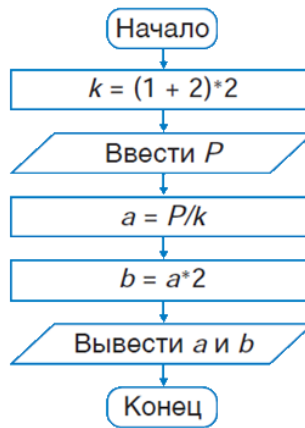 Начало
k = (1 + 2)*2
Ввести P
a = P/k
b = a*2
Вывести a и b
Конец